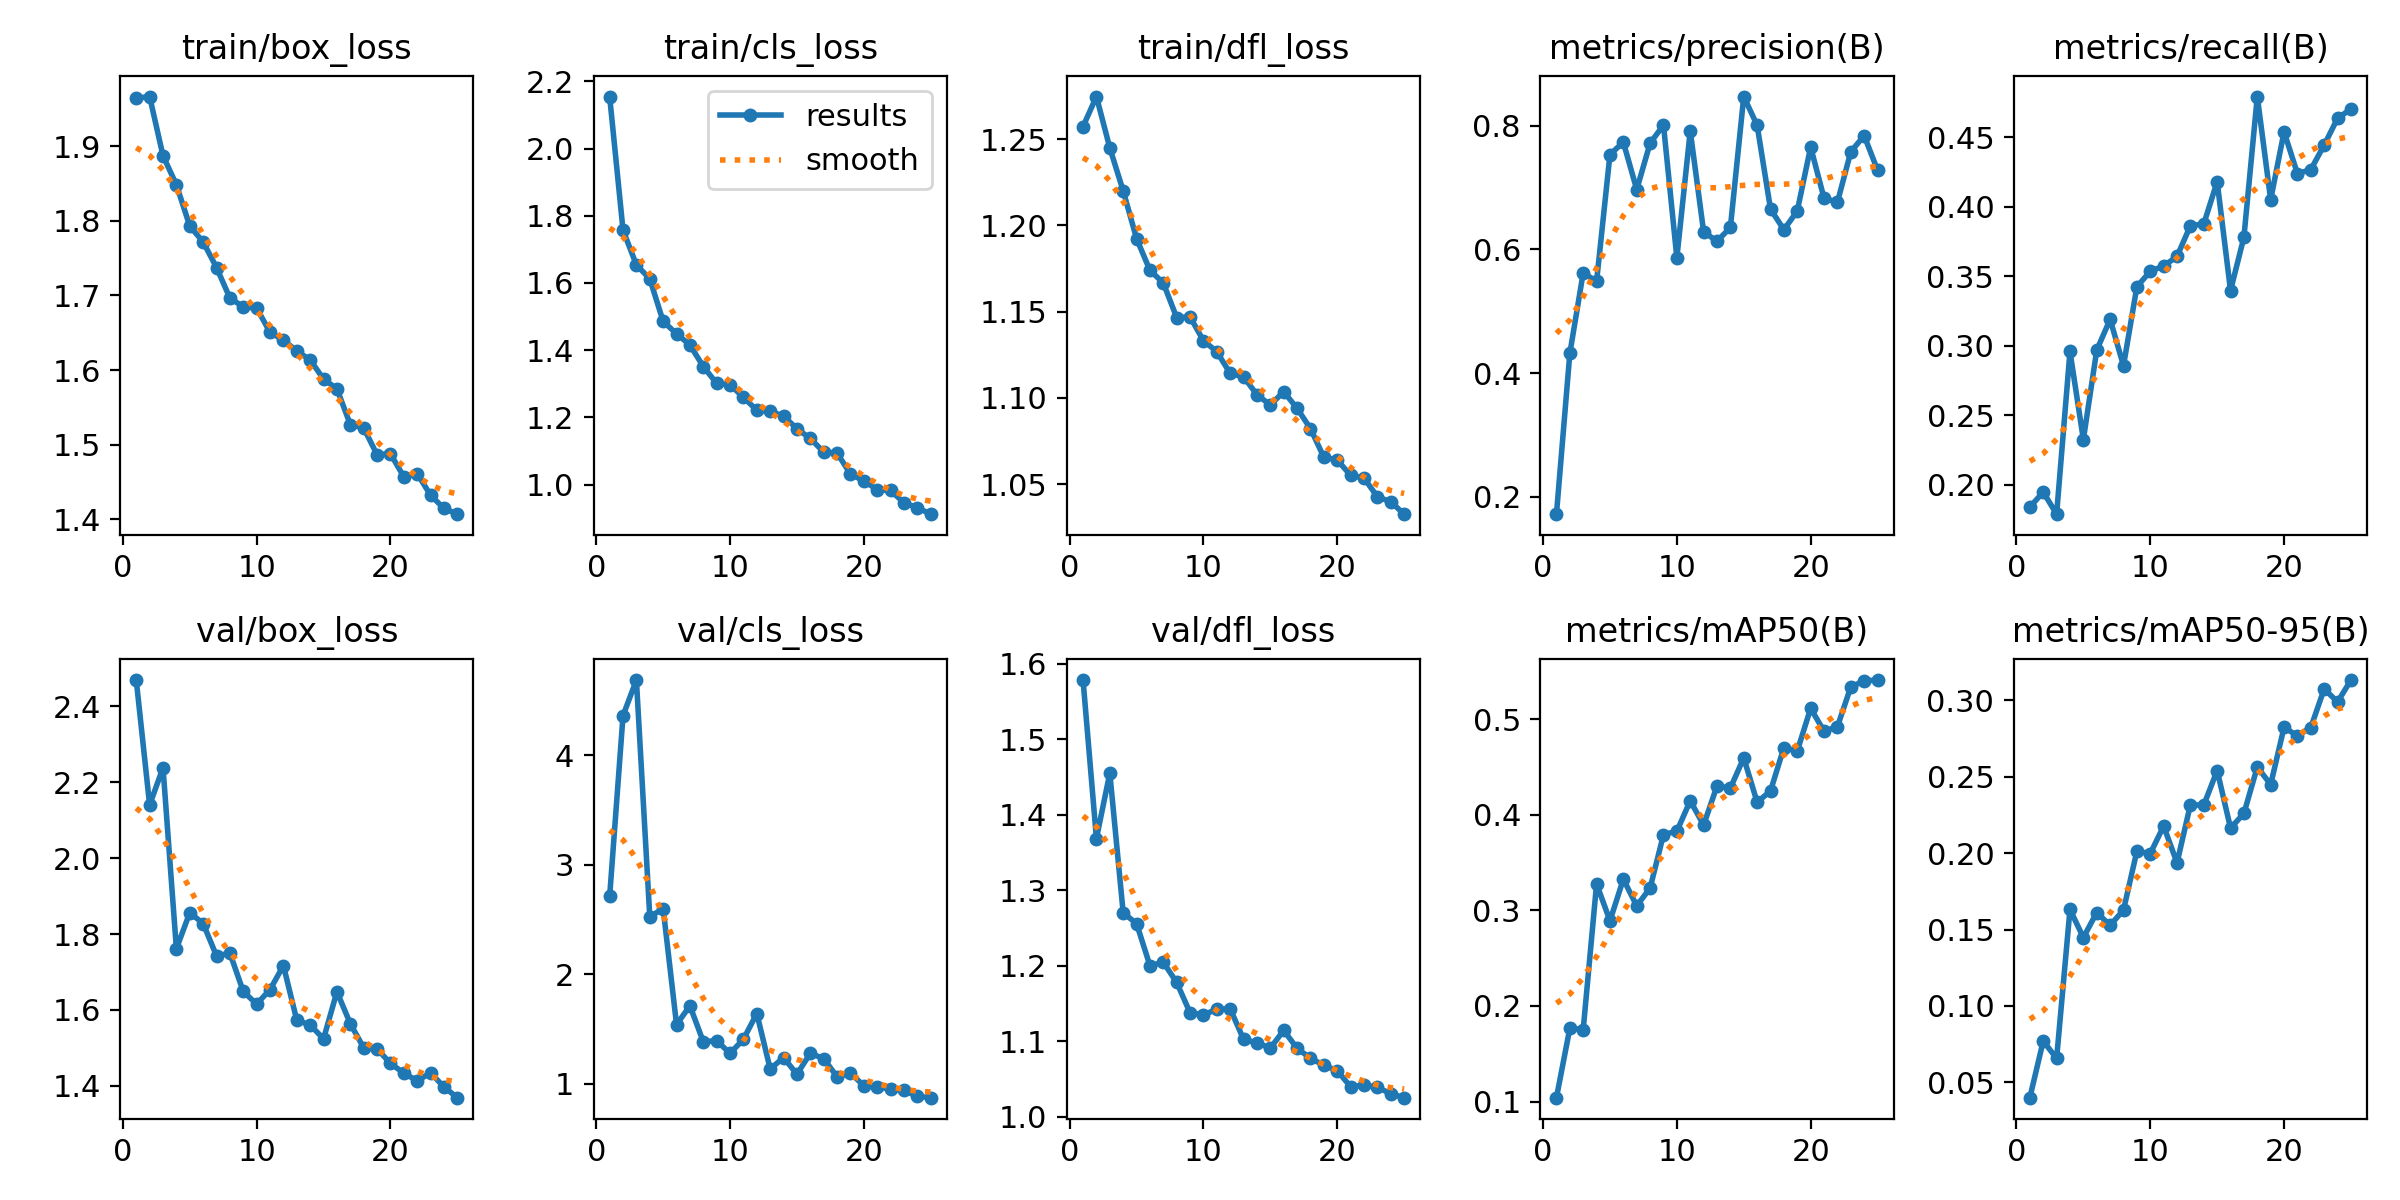 train/box_loss
1.9
1.8
1.7
1.6
1.5
1.4
0 10 20
train/cls_loss
results
smooth
2.2
2.0
1.8
1.6
1.4
1.2
1.0
0 10 20
train/dfl_loss
1.25
1.20
1.15
1.10
1.05
0 10 20
metrics/precision(B)
0.8
0.6
0.4
0.2
0 10 20
metrics/recall(B)
0.45
0.40
0.35
0.30
0.25
0.20
0 10 20
val/box_loss
2.4
2.2
2.0
1.8
1.6
1.4
0 10 20
val/cls_loss
4
3
2
1
0 10 20
val/dfl_loss
1.6
1.5
1.4
1.3
1.2
1.1
1.0
0 10 20
metrics/mAP50(B)
0.5
0.4
0.3
0.2
0.1
0 10 20
metrics/mAP50-95(B)
0.30
0.25
0.20
0.15
0.10
0.05
0 10 20